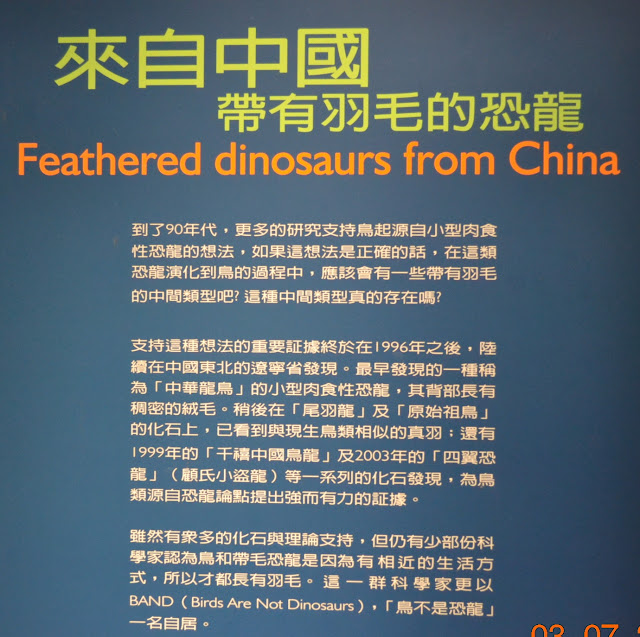 來自中國
帶有羽毛的恐龍
Feathered dinosaurs from China
到了90年代，更多的研究支持鳥起源自小型肉食
性恐龍的想法，如果這想法是正確的話，在這類
恐龍演化到鳥的過程中，應該會有一些帶有羽毛
的中間類型吧? 這種中間類型真的存在嗎?
支持這種想法的重要証據終於在1996年之後，陸
續在中國東北的遼寧省發現。最早發現的一種稱
為「中華龍鳥」的小型肉食性恐龍，其背部長有
稠密的絨毛。稍後在「尾羽龍」及「原始祖鳥」
的化石上，已看到與現生鳥類相似的真羽；還有
1999年的「千禧中國鳥龍」及2003年的「四翼恐
龍」（顧氏小盜龍）等一系列的化石發現，為鳥
類源自恐龍論點提出強而有力的証據。
雖然有眾多的化石與理論支持，但仍有少部份科
學家認為鳥和帶毛恐龍是因為有相近的生活方
式，所以才都長有羽毛。這一群科學家更以
BAND（Birds Are Not Dinosaurs），「鳥不是恐龍」
一名自居。